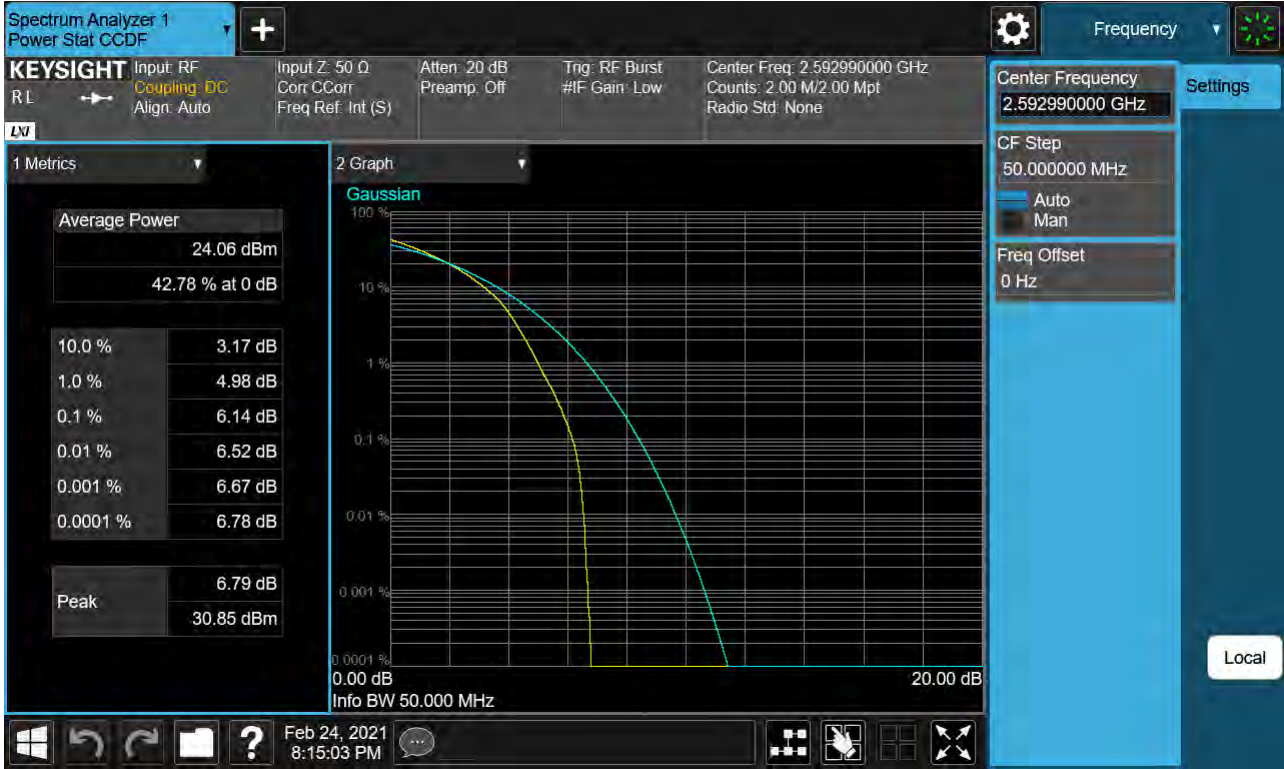 Spectrum Analyzer 1
Power Stat CCDF
Frequency
KEYSIGHT
R L
LXI
Input: RF
Coupling: DC
Align: Auto
Input Z: 50 Ω
Corr CCorr
Freq Ref: Int (S)
Atten: 20 dB
Preamp: Off
Trig: RF Burst
#IF Gain: Low
Center Freq: 2.592990000 GHz
Counts: 2.00 M/2.00 Mpt
Radio Std: None
Center Frequency
2.592990000 GHz
Settings
CF Step
50.000000 MHz
Auto
Man
Freq Offset
0 Hz
1 Metrics
Average Power
24.06 dBm
42.78 % at 0 dB
10.0 % 3.17 dB
1.0 % 4.98 dB
0.1 % 6.14 dB
0.01 % 6.52 dB
0.001 % 6.67 dB
0.0001 % 6.78 dB
Peak 6.79 dB
30.85 dBm
2 Graph
Gaussian
100 %
10 %
1 %
0.1 %
0.01 %
0.001 %
0.0001 %
0.00 dB 20.00 dB
Info BW 50.000 MHz
Local
?
Feb 24, 2021
8:15:03 PM